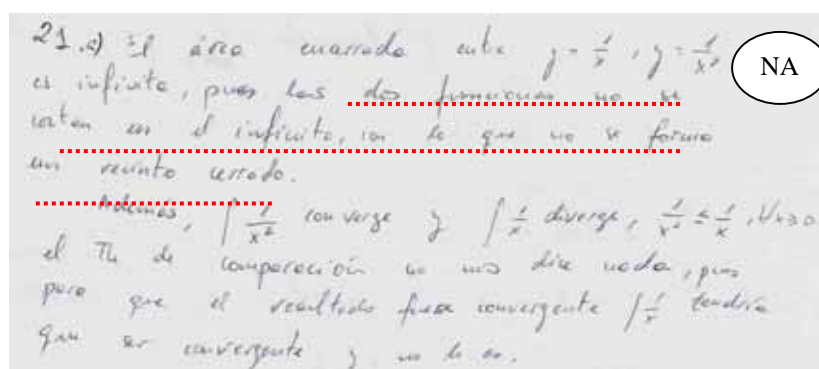 21.c) El área encerrada entre y = 1/x , y = 1/x² NA
es infinita, pues las dos funciones no se
cortan en el infinito, con lo que no se forma
un recinto cerrado.
Además, ∫ 1/x² converge y ∫ 1/x diverge, 1/x² ≤ 1/x , ∀x≥0
el Th de comparación no nos dice nada, pues
para que el resultado fuese convergente ∫ 1/x tendría
que ser convergente y no lo es.